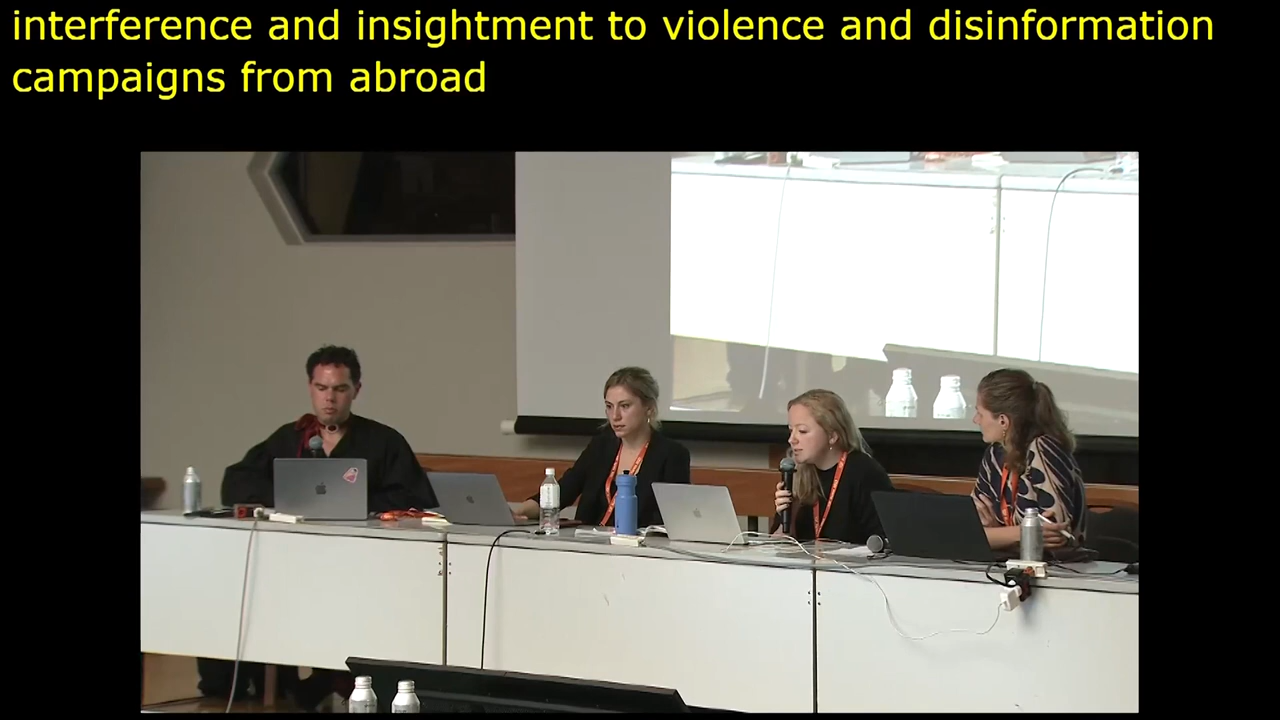 interference and insightment to violence and disinformation
campaigns from abroad